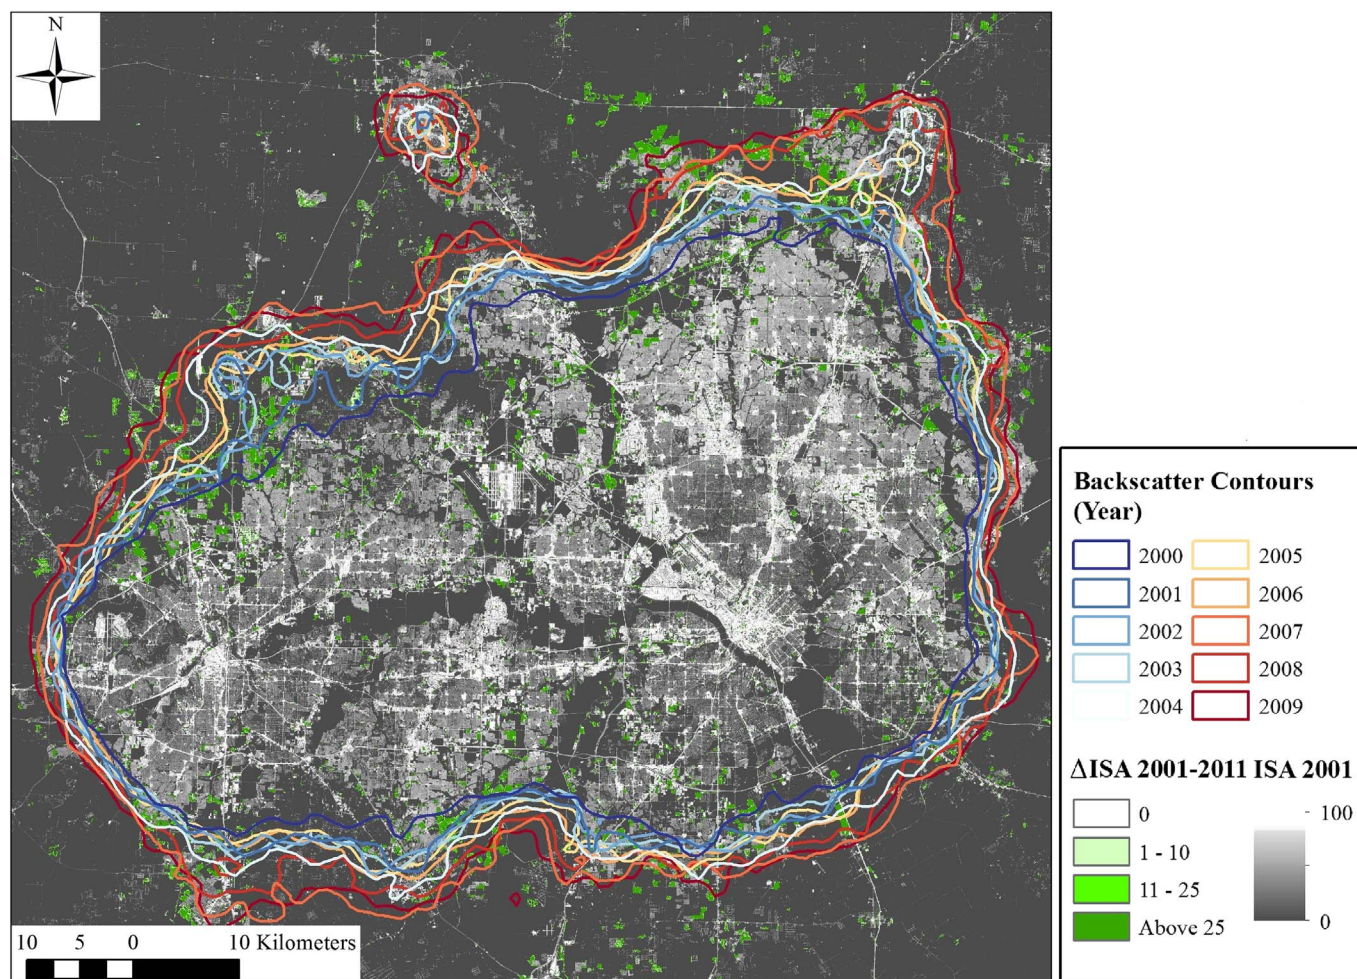 N
10 5 0 10 Kilometers
Backscatter Contours
(Year)
2000 2005
2001 2006
2002 2007
2003 2008
2004 2009
ΔISA 2001-2011 ISA 2001
0 100
1 - 10
11 - 25
Above 25 0